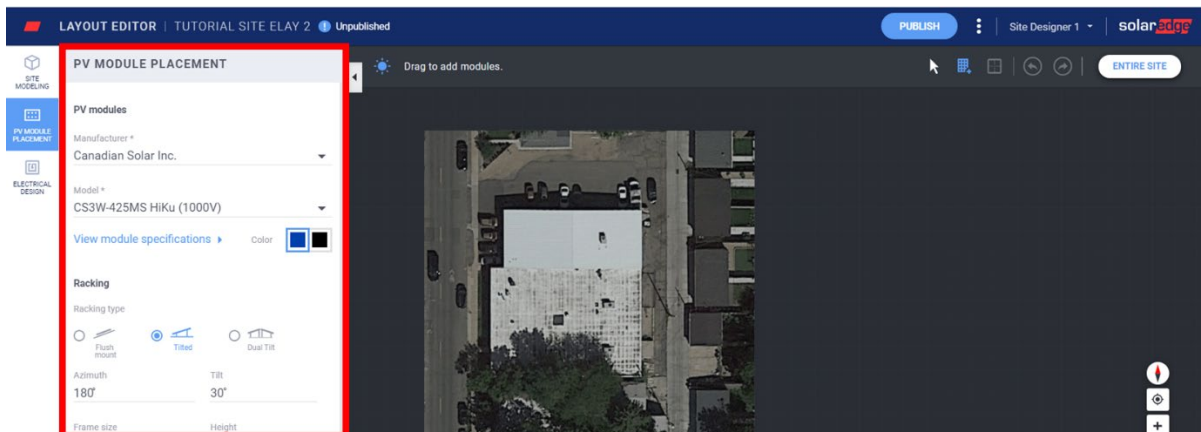 LAYOUT EDITOR | TUTORIAL SITE ELAY 2 ! Unpublished
PUBLISH
Site Designer 1
solaredge
SITE
MODELING
PV MODULE
PLACEMENT
ELECTRICAL
DESIGN
PV MODULE PLACEMENT
PV modules
Manufacturer *
Canadian Solar Inc.
Model *
CS3W-425MS HiKu (1000V)
View module specifications
Color
Racking
Racking type
Flush
mount
Tilted
Dual Tilt
Azimuth Tilt
180° 30°
Frame size Height
Drag to add modules.
ENTIRE SITE
+